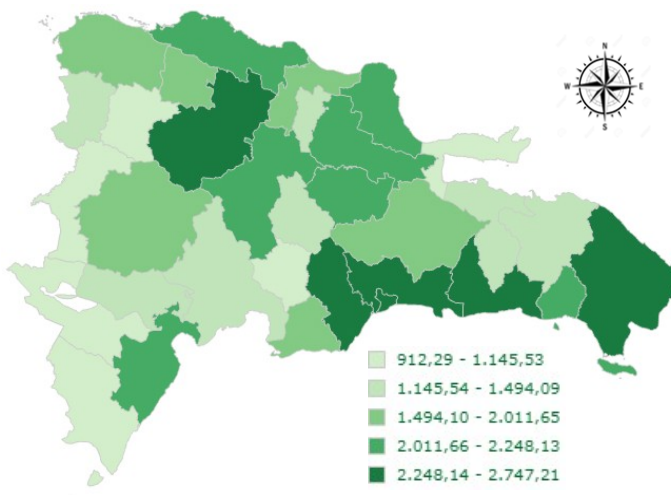 N
W E
S
912,29 - 1.145,53
1.145,54 - 1.494,09
1.494,10 - 2.011,65
2.011,66 - 2.248,13
2.248,14 - 2.747,21